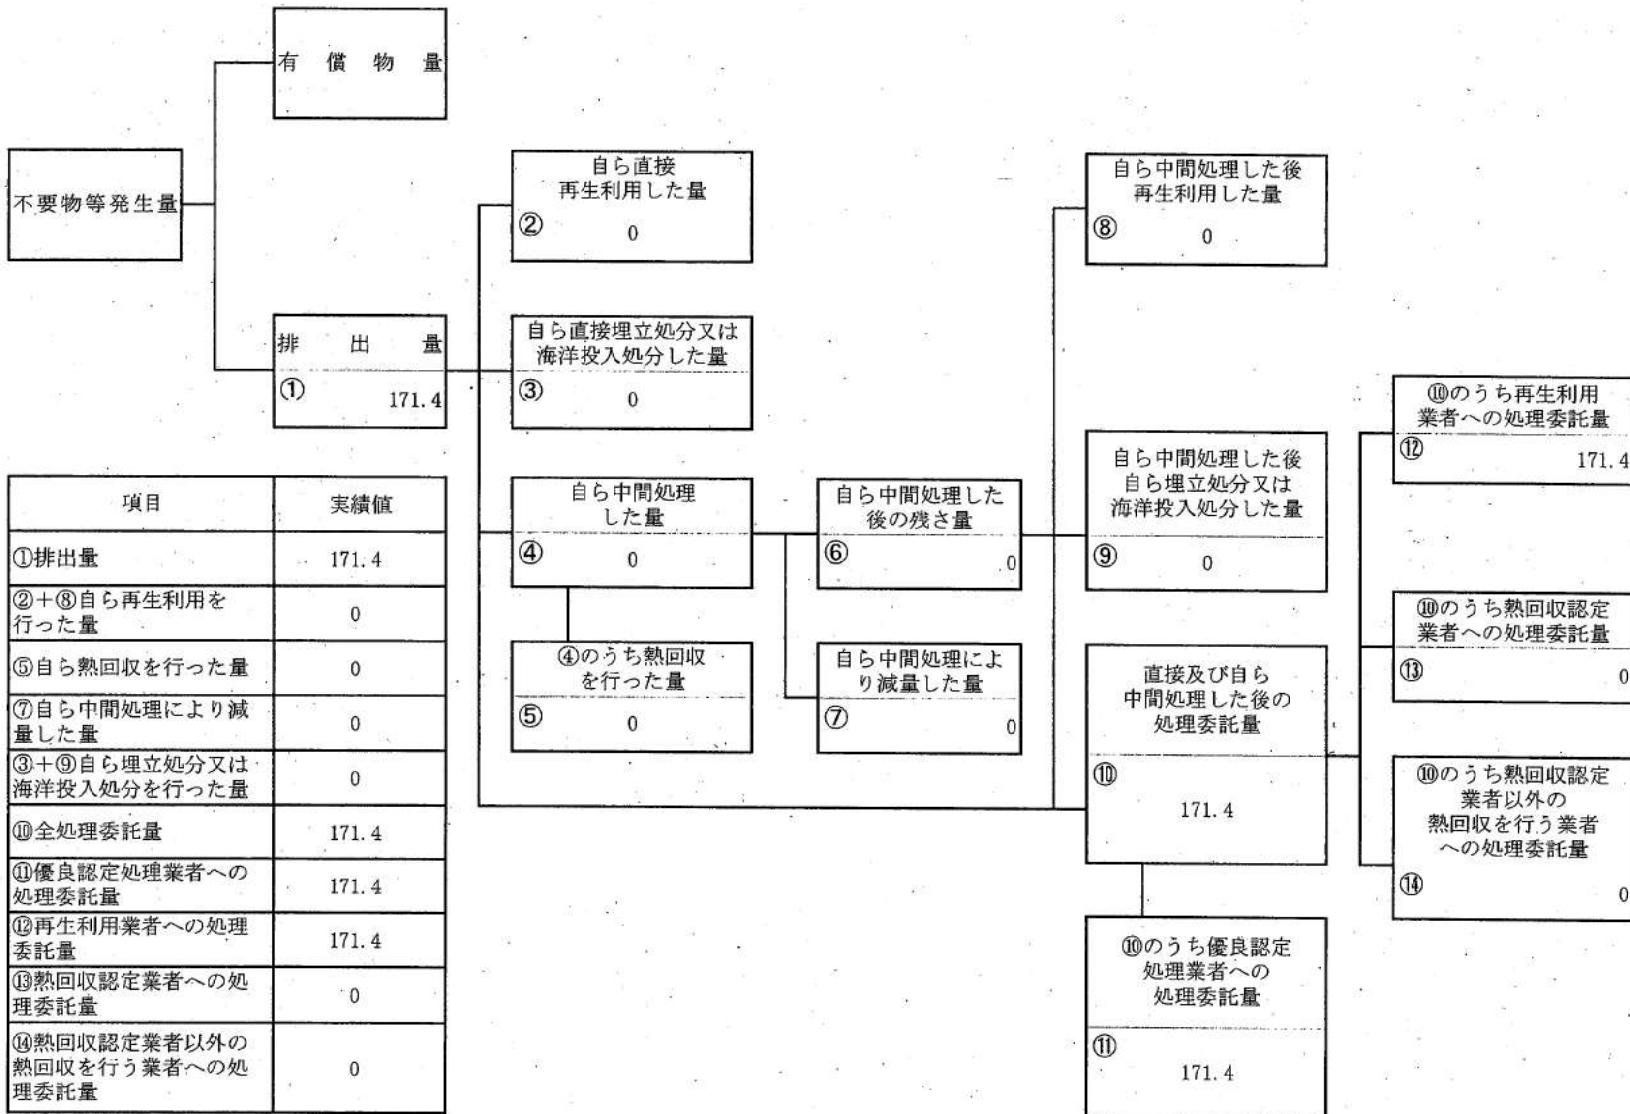 有償物量
不要物等発生量
排出量
①
171.4
自ら直接
再生利用した量
②
0
自ら直接埋立処分又は
海洋投入処分した量
③
0
自ら中間処理
した量
④
0
④のうち熱回収
を行った量
⑤
0
自ら中間処理した
後の残さ量
⑥
0
自ら中間処理によ
り減量した量
⑦
0
自ら中間処理した後
再生利用した量
⑧
0
自ら中間処理した後
自ら埋立処分又は
海洋投入処分した量
⑨
0
直接及び自ら
中間処理した後の
処理委託量
⑩
171.4
⑩のうち優良認定
処理業者への
処理委託量
⑪
171.4
⑩のうち再生利用
業者への処理委託量
⑫
171.4
⑩のうち熱回収認定
業者への処理委託量
⑬
0
⑩のうち熱回収認定
業者以外の
熱回収を行う業者
への処理委託量
⑭
0
項目 実績値
①排出量 171.4
②+⑧自ら再生利用を
行った量 0
⑤自ら熱回収を行った量 0
⑦自ら中間処理により減
量した量 0
③+⑨自ら埋立処分又は
海洋投入処分を行った量 0
⑩全処理委託量 171.4
⑪優良認定処理業者への
処理委託量 171.4
⑫再生利用業者への処理
委託量 171.4
⑬熱回収認定業者への処
理委託量 0
⑭熱回収認定業者以外の
熱回収を行う業者への処
理委託量 0